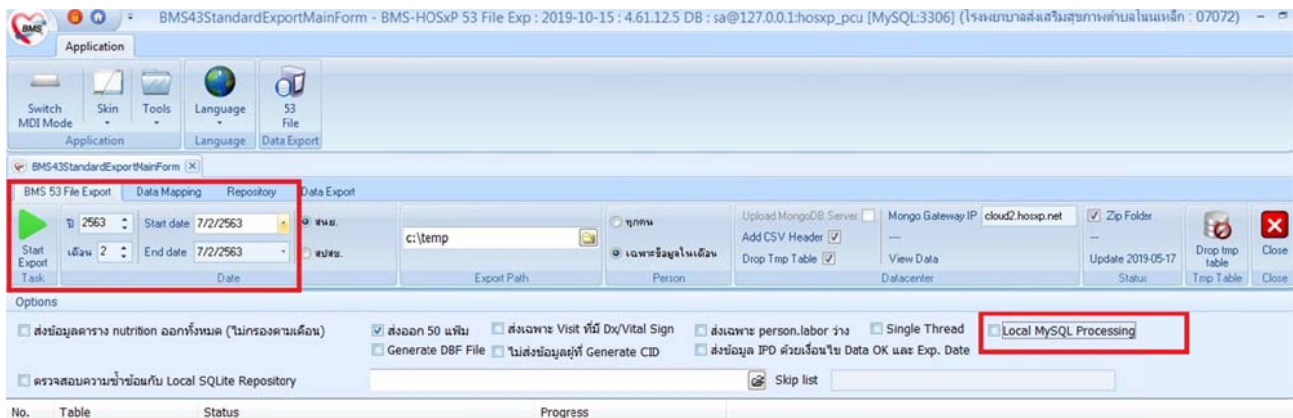 BMS
BMS43StandardExportMainForm - BMS-HOSxP 53 File Exp : 2019-10-15 : 4.61.12.5 DB : sa@127.0.0.1:hosxp_pcu [MySQL:3306] (โรงพยาบาลส่งเสริมสุขภาพตำบลโนนเหล็ก : 07072)
Application
Switch MDI Mode
Skin
Tools
Language
53 File
Application
Language
Data Export
BMS43StandardExportMainForm
BMS 53 File Export
Data Mapping
Repository
Data Export
Start Export
ปี 2563
Start date 7/2/2563
เดือน 2
End date 7/2/2563
สนย.
สปสช.
c:\temp
ทุกคน
เฉพาะข้อมูลในเดือน
Upload MongoDB Server
Add CSV Header
Drop Tmp Table
Mongo Gateway IP cloud2.hosxp.net
---
View Data
Zip Folder
---
Update 2019-05-17
Drop tmp table
Close
Task
Date
Export Path
Person
Datacenter
Status
Tmp Table
Close
Options
ส่งข้อมูลตาราง nutrition ออกทั้งหมด (ไม่กรองตามเดือน)
ส่งออก 50 แฟ้ม
ส่งเฉพาะ Visit ที่มี Dx/Vital Sign
ส่งเฉพาะ person.labor ว่าง
Single Thread
Local MySQL Processing
Generate DBF File
ไม่ส่งข้อมูลผู้ที่ Generate CID
ส่งข้อมูล IPD ด้วยเงื่อนไข Data OK และ Exp. Date
ตรวจสอบความซ้ำซ้อนกับ Local SQLite Repository
Skip list
No. Table Status Progress